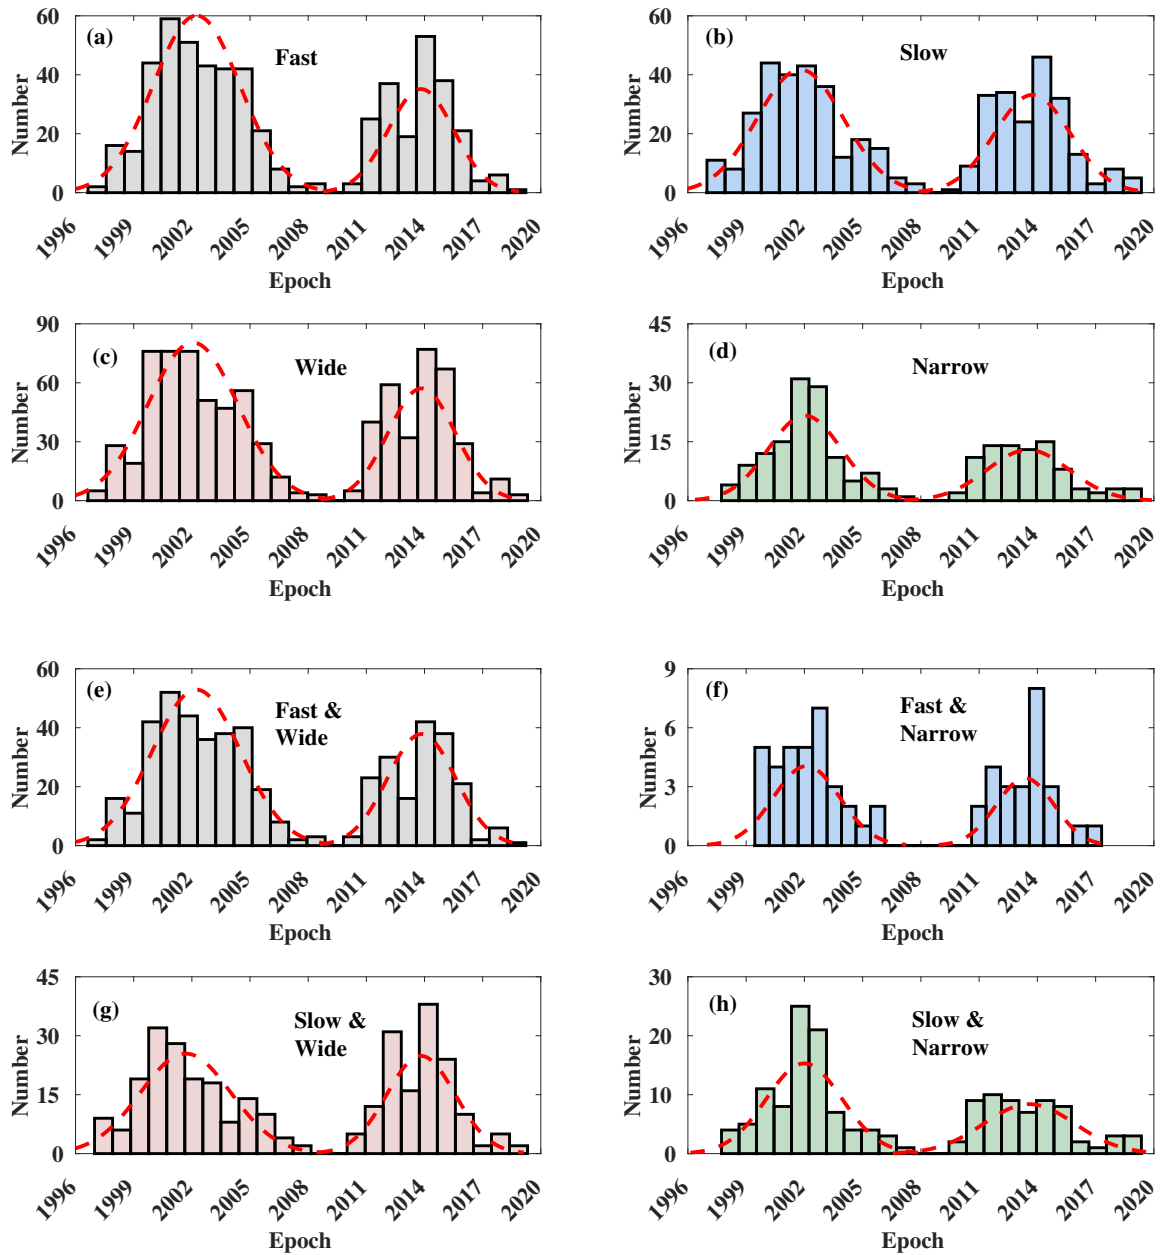 (a)
Fast
Number
60
40
20
0
1996
1999
2002
2005
2008
2011
2014
2017
2020
Epoch
(b)
Slow
Number
60
40
20
0
1996
1999
2002
2005
2008
2011
2014
2017
2020
Epoch
(c)
Wide
Number
90
60
30
0
1996
1999
2002
2005
2008
2011
2014
2017
2020
Epoch
(d)
Narrow
Number
45
30
15
0
1996
1999
2002
2005
2008
2011
2014
2017
2020
Epoch
(e)
Fast &
Wide
Number
60
40
20
0
1996
1999
2002
2005
2008
2011
2014
2017
2020
Epoch
(f)
Fast &
Narrow
Number
9
6
3
0
1996
1999
2002
2005
2008
2011
2014
2017
2020
Epoch
(g)
Slow &
Wide
Number
45
30
15
0
1996
1999
2002
2005
2008
2011
2014
2017
2020
Epoch
(h)
Slow &
Narrow
Number
30
20
10
0
1996
1999
2002
2005
2008
2011
2014
2017
2020
Epoch